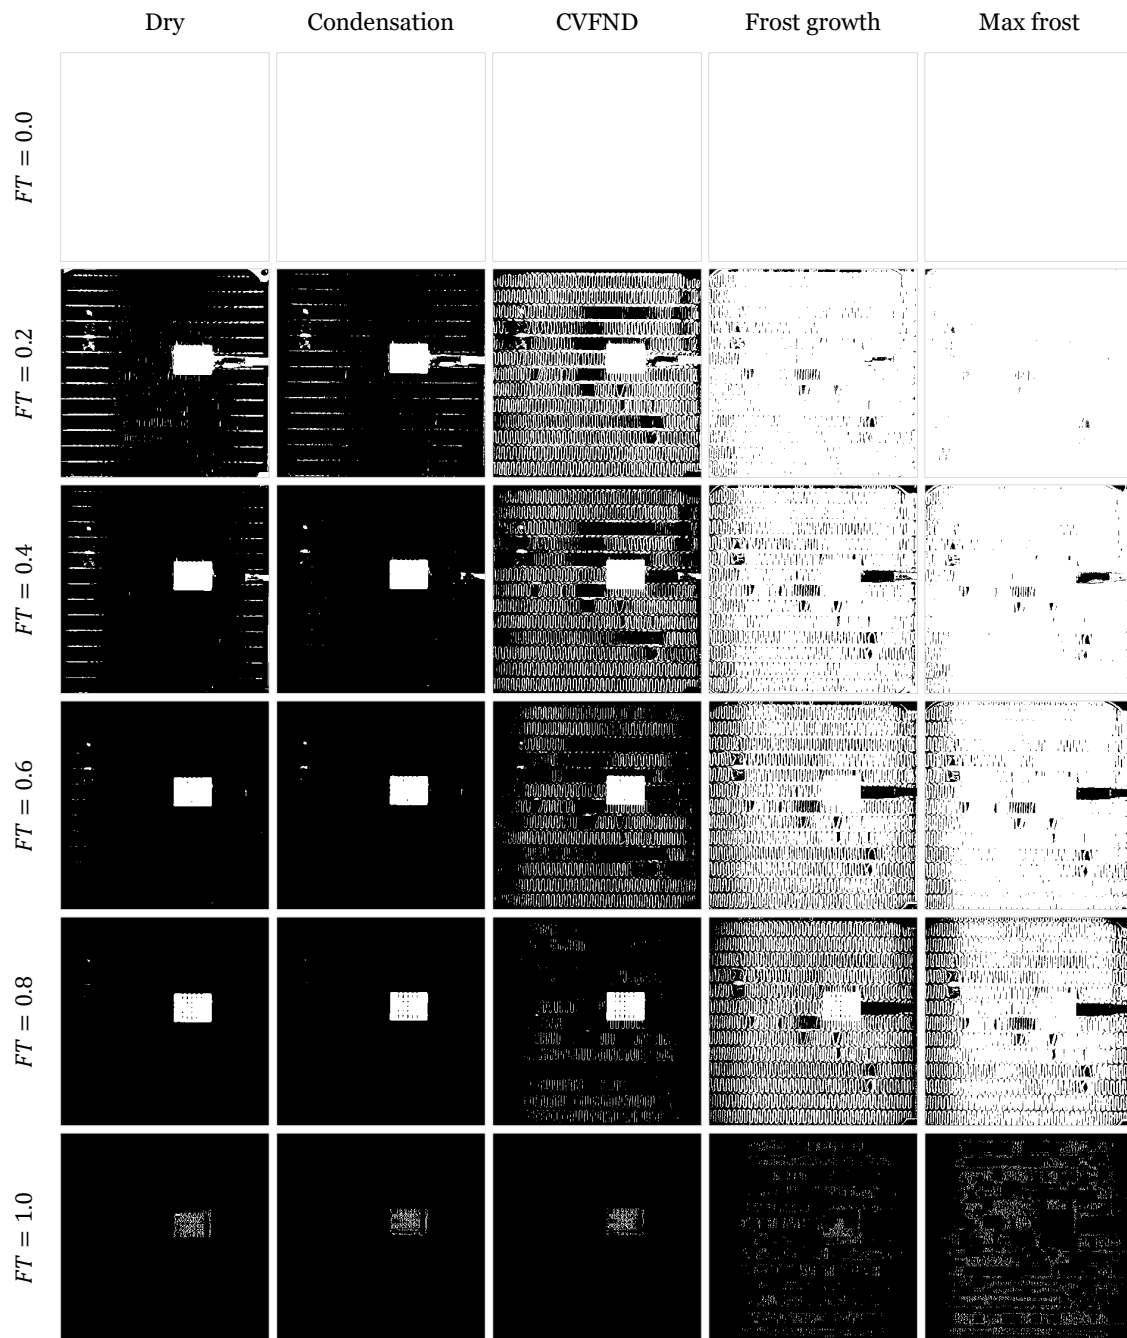 Dry Condensation CVFND Frost growth Max frost
FT = 0.0
FT = 0.2
FT = 0.4
FT = 0.6
FT = 0.8
FT = 1.0